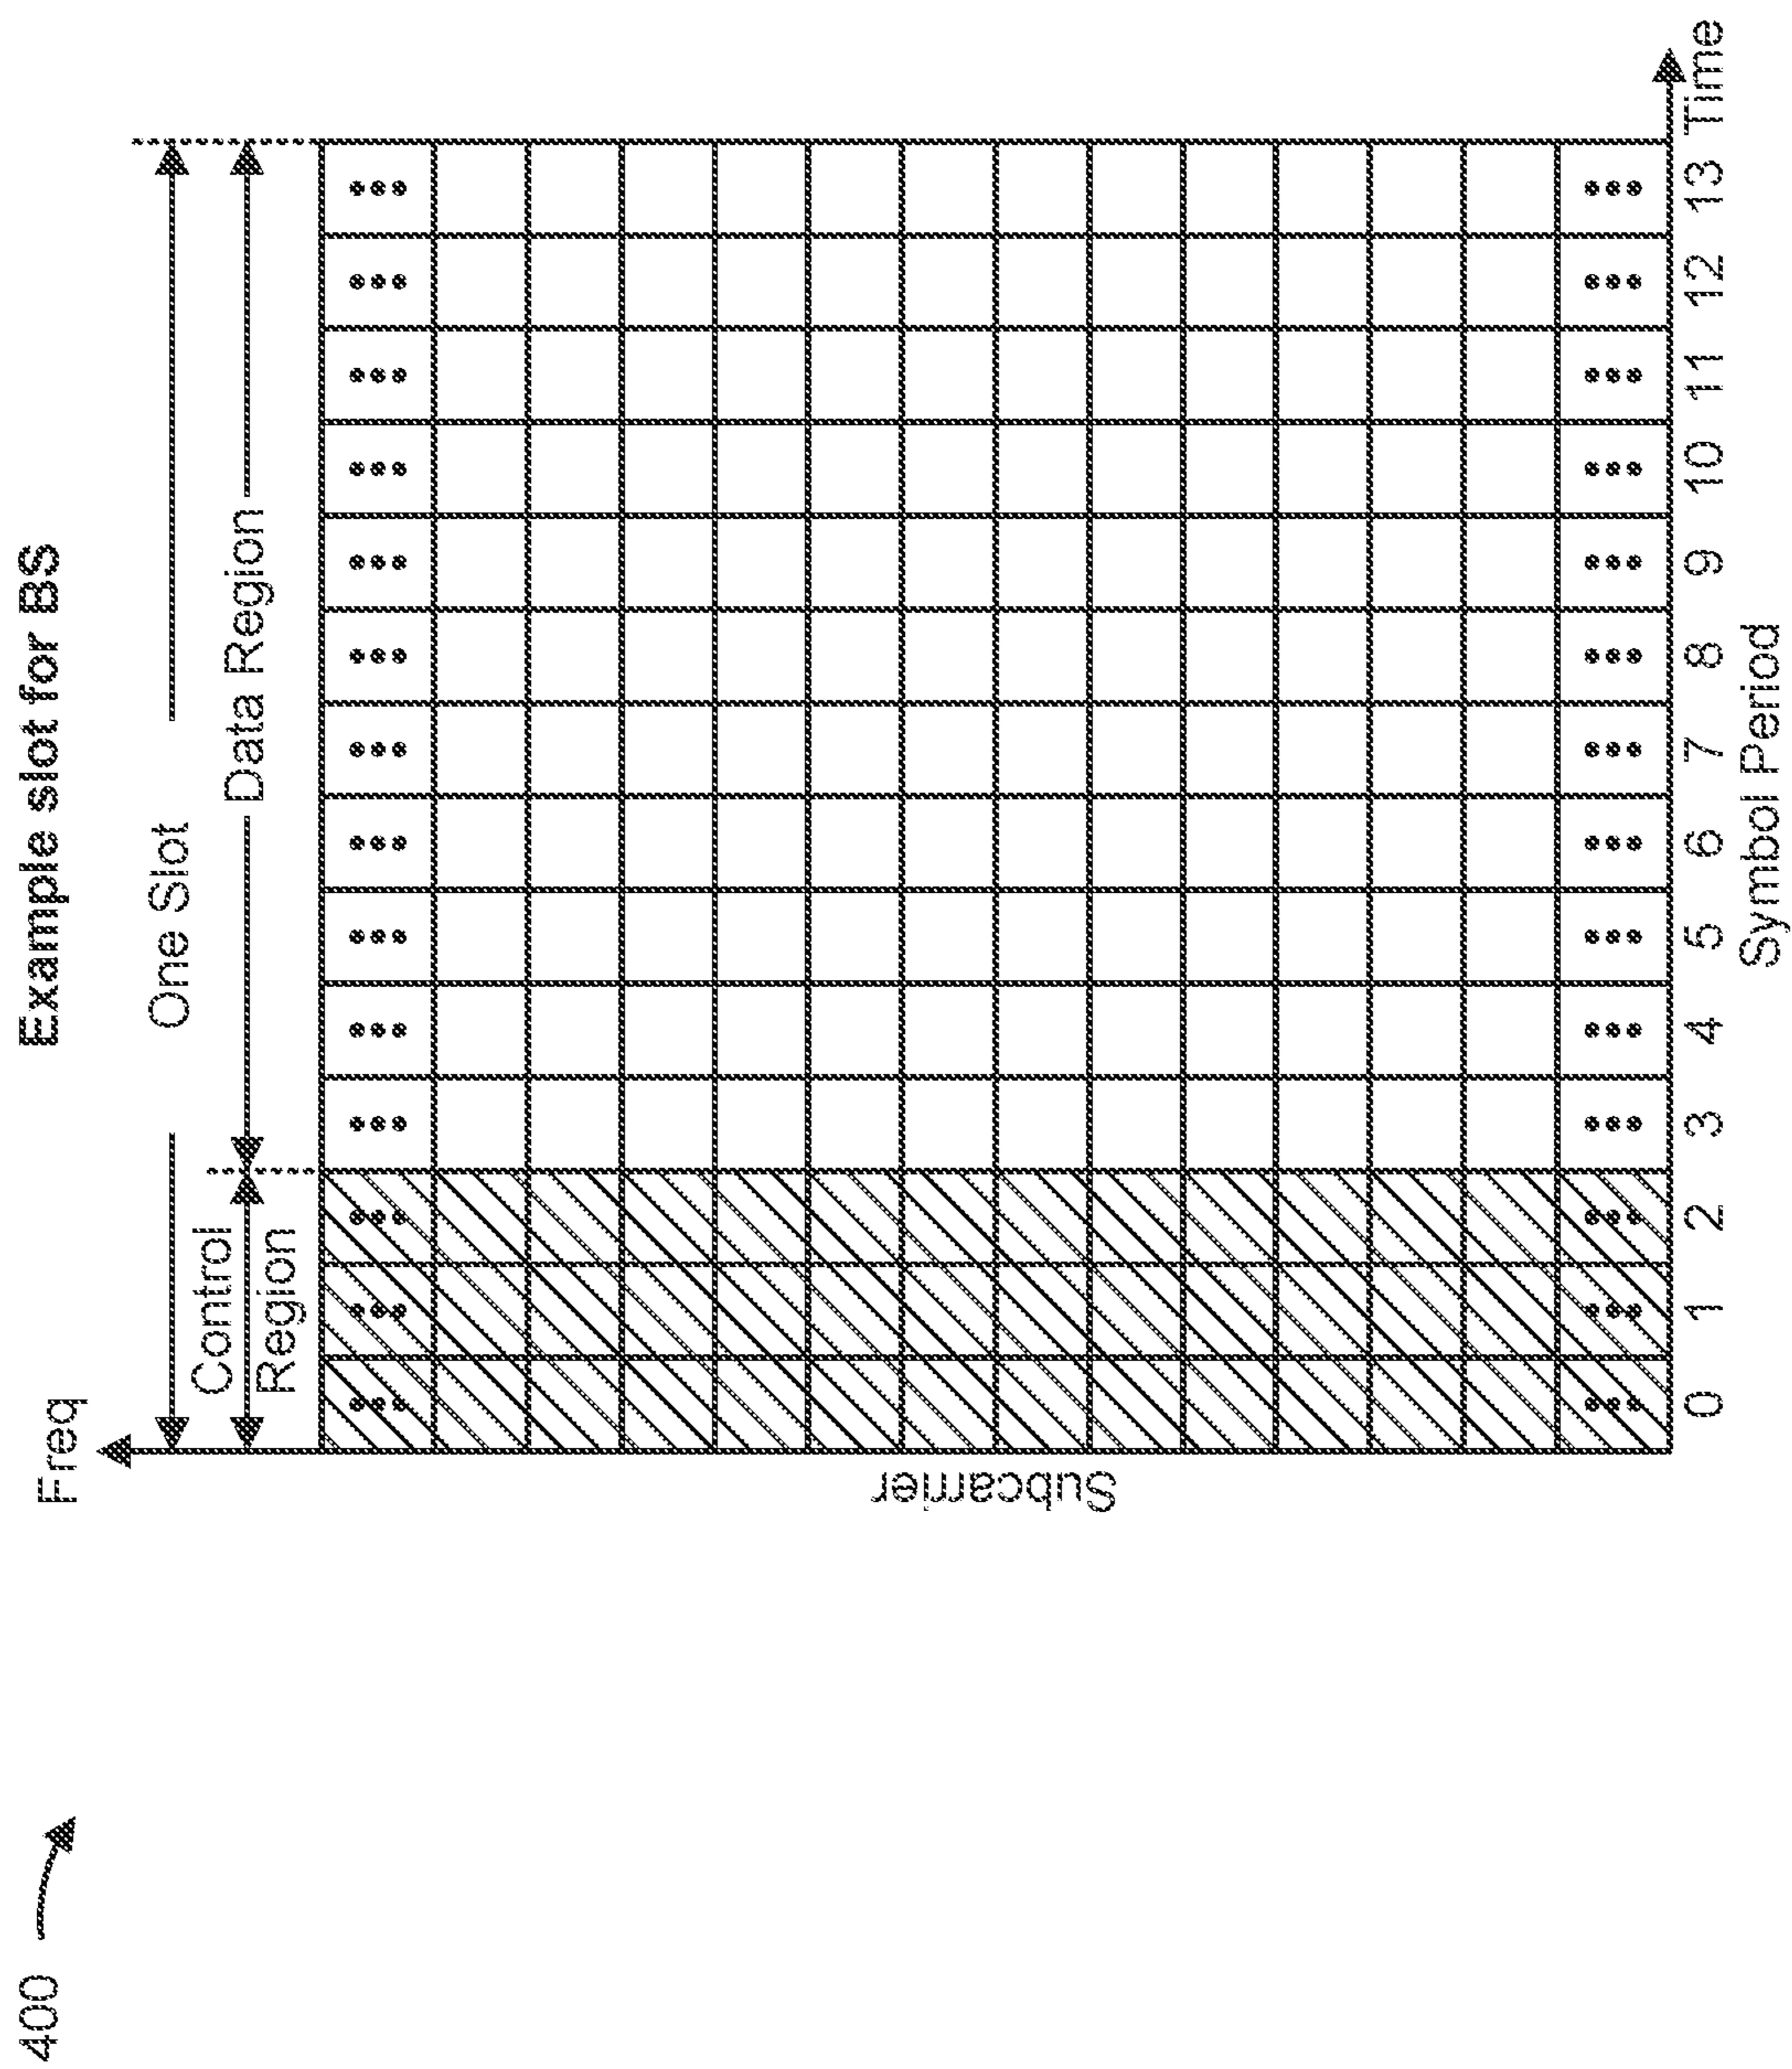 400
Example slot for BS
Freq
One Slot
Control
Region
Data Region
Subcarrier
0 1 2 3 4 5 6 7 8 9 10 11 12 13 Time
Symbol Period